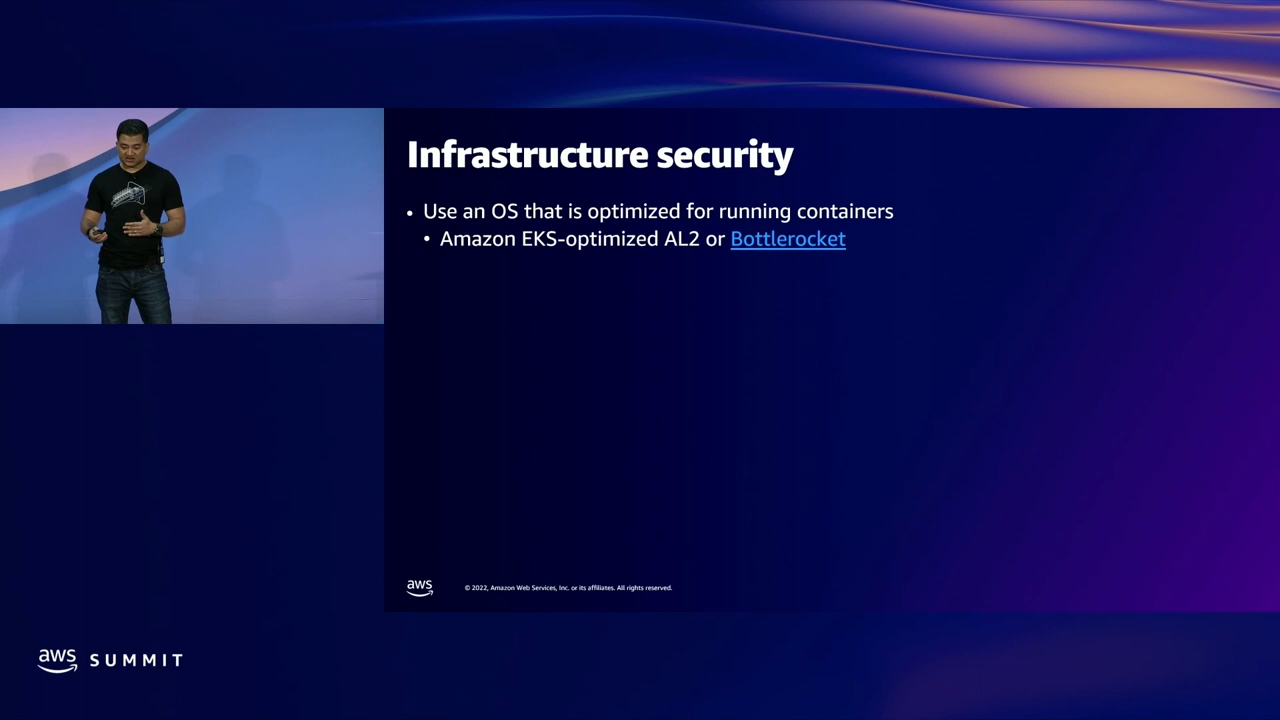 Infrastructure security
• Use an OS that is optimized for running containers
• Amazon EKS-optimized AL2 or Bottlerocket
aws
© 2022, Amazon Web Services, Inc. or its affiliates. All rights reserved.
aws SUMMIT